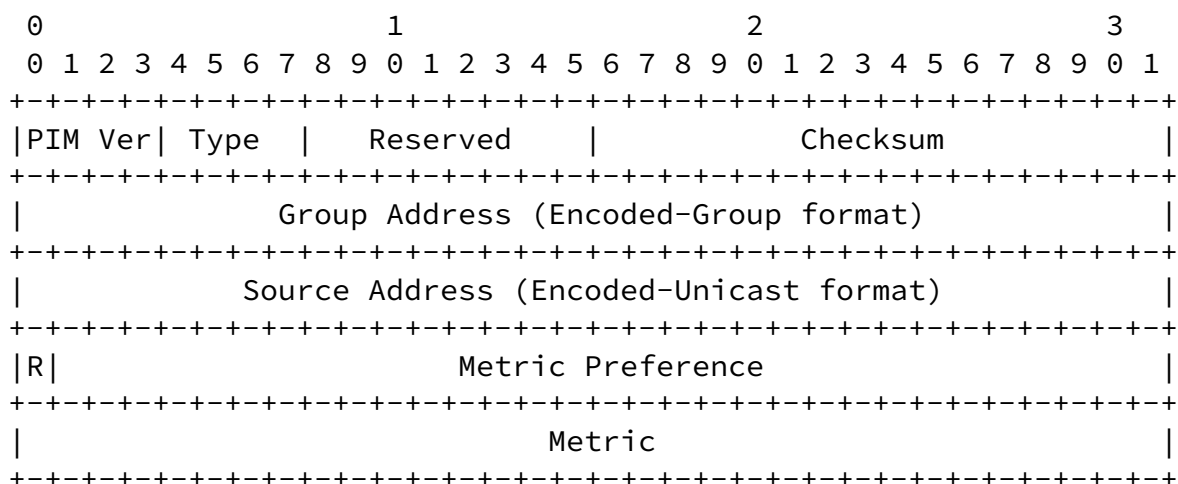 0                   1                   2                   3
 0 1 2 3 4 5 6 7 8 9 0 1 2 3 4 5 6 7 8 9 0 1 2 3 4 5 6 7 8 9 0 1
+-+-+-+-+-+-+-+-+-+-+-+-+-+-+-+-+-+-+-+-+-+-+-+-+-+-+-+-+-+-+-+-+
|PIM Ver| Type  |   Reserved    |           Checksum            |
+-+-+-+-+-+-+-+-+-+-+-+-+-+-+-+-+-+-+-+-+-+-+-+-+-+-+-+-+-+-+-+-+
|              Group Address (Encoded-Group format)             |
+-+-+-+-+-+-+-+-+-+-+-+-+-+-+-+-+-+-+-+-+-+-+-+-+-+-+-+-+-+-+-+-+
|            Source Address (Encoded-Unicast format)            |
+-+-+-+-+-+-+-+-+-+-+-+-+-+-+-+-+-+-+-+-+-+-+-+-+-+-+-+-+-+-+-+-+
|R|                      Metric Preference                      |
+-+-+-+-+-+-+-+-+-+-+-+-+-+-+-+-+-+-+-+-+-+-+-+-+-+-+-+-+-+-+-+-+
|                             Metric                            |
+-+-+-+-+-+-+-+-+-+-+-+-+-+-+-+-+-+-+-+-+-+-+-+-+-+-+-+-+-+-+-+-+